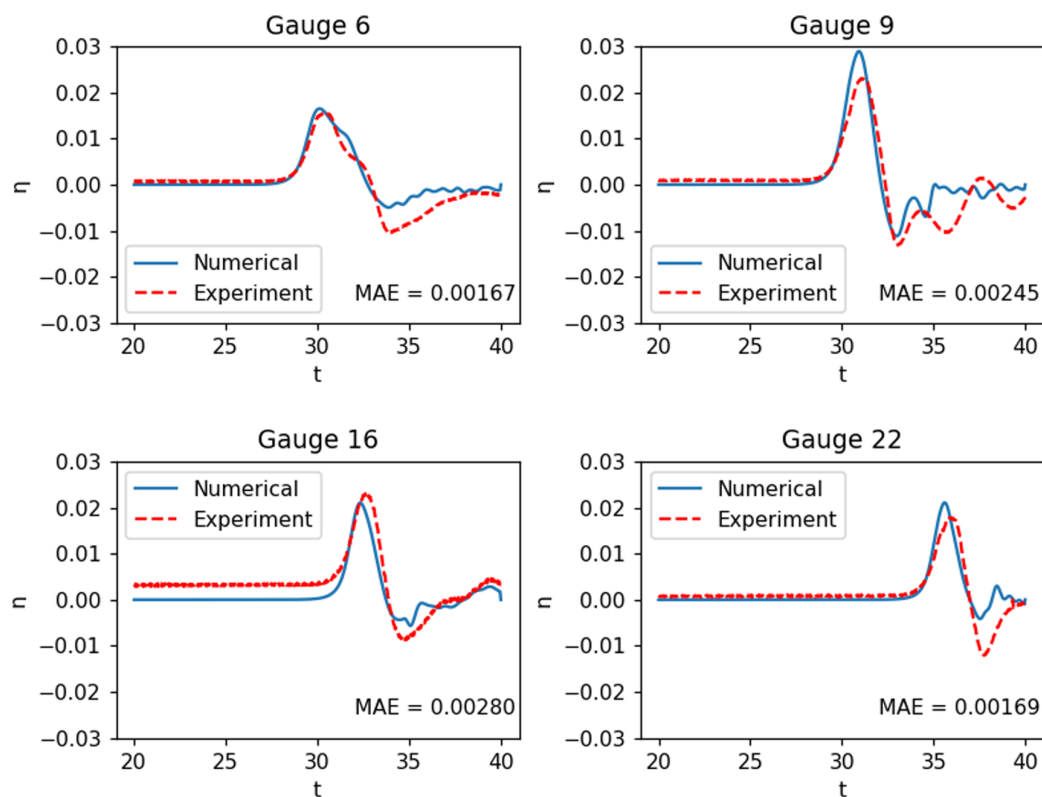 Gauge 6
0.03
0.02
0.01
0.00
−0.01
−0.02
−0.03
η
Numerical
Experiment
MAE = 0.00167
20 25 30 35 40
t
Gauge 9
0.03
0.02
0.01
0.00
−0.01
−0.02
−0.03
η
Numerical
Experiment
MAE = 0.00245
20 25 30 35 40
t
Gauge 16
0.03
0.02
0.01
0.00
−0.01
−0.02
−0.03
η
Numerical
Experiment
MAE = 0.00280
20 25 30 35 40
t
Gauge 22
0.03
0.02
0.01
0.00
−0.01
−0.02
−0.03
η
Numerical
Experiment
MAE = 0.00169
20 25 30 35 40
t